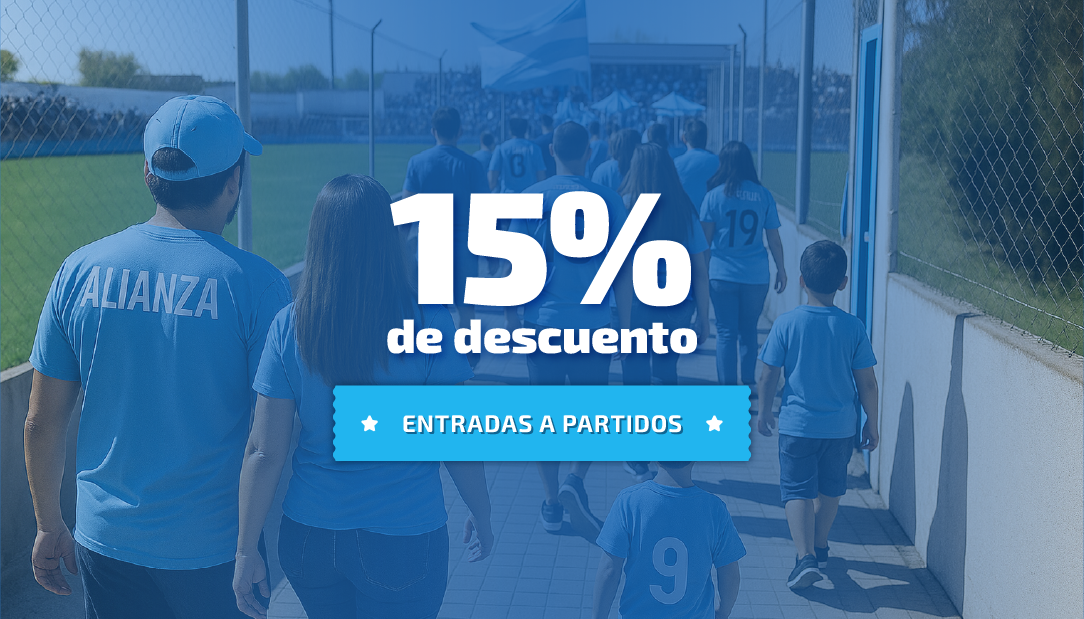 15%
de descuento
ENTRADAS A PARTIDOS
ALIANZA
19
9